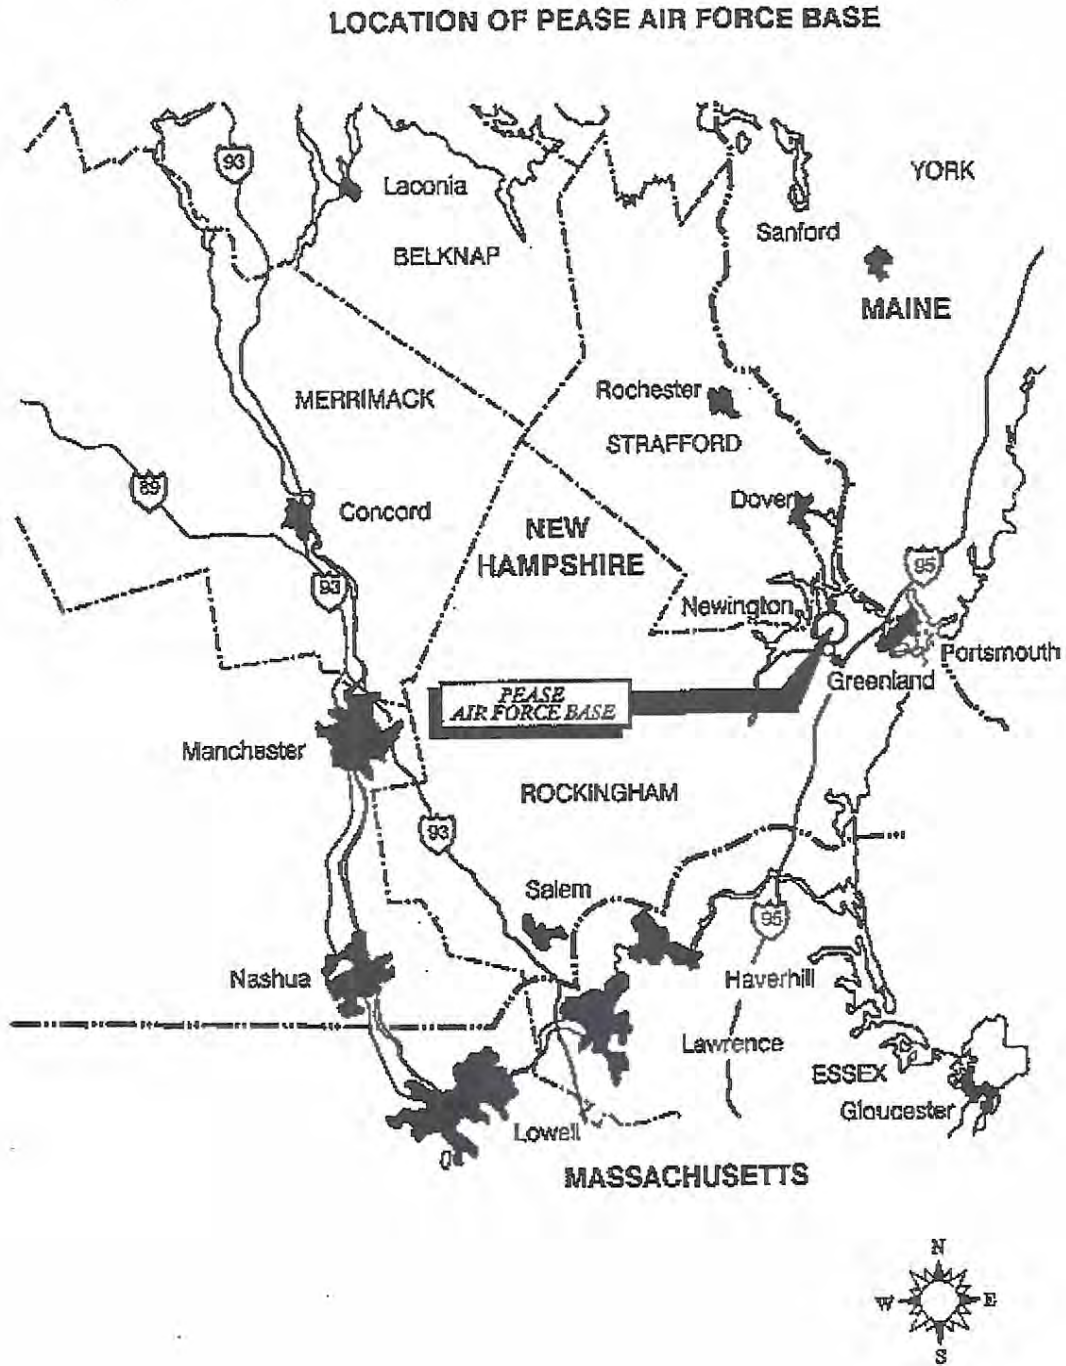 LOCATION OF PEASE AIR FORCE BASE
93
Laconia
YORK
Sanford
BELKNAP
MAINE
Rochester
MERRIMACK
STRAFFORD
89
Concord
Dover
NEW
HAMPSHIRE
95
93
Newington
Portsmouth
Greenland
PEASE
AIR FORCE BASE
Manchester
ROCKINGHAM
93
Salem
95
Nashua
Haverhill
Lawrence
ESSEX
Gloucester
Lowell
MASSACHUSETTS
N
W
E
S